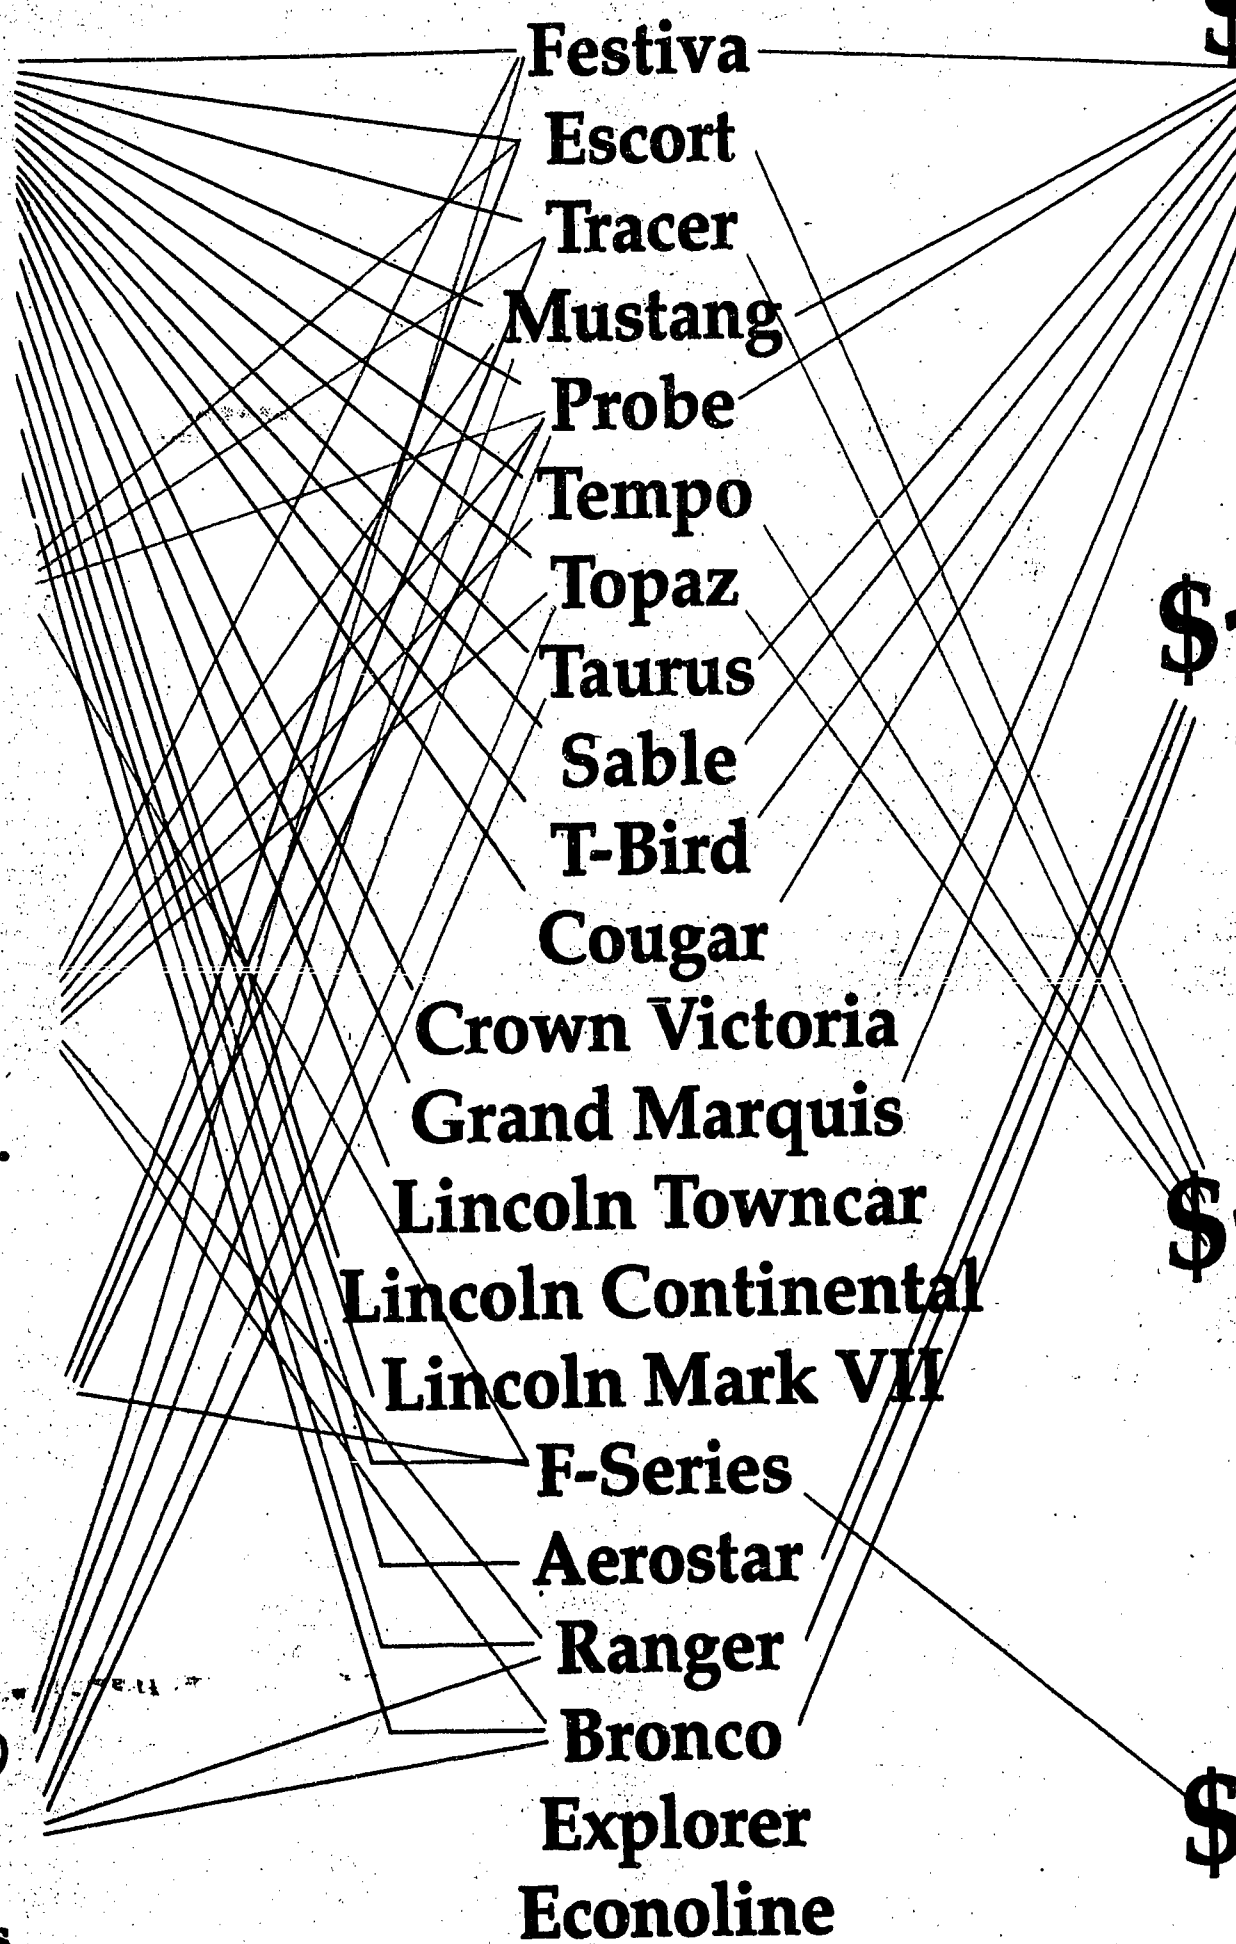 $
Festiva
Escort
Tracer
Mustang
Probe
Tempo
Topaz
$
Taurus
Sable
T-Bird
Cougar
Crown Victoria
Grand Marquis
Lincoln Towncar
$
Lincoln Continental
Lincoln Mark VII
F-Series
Aerostar
Ranger
Bronco
Explorer
$
Econoline